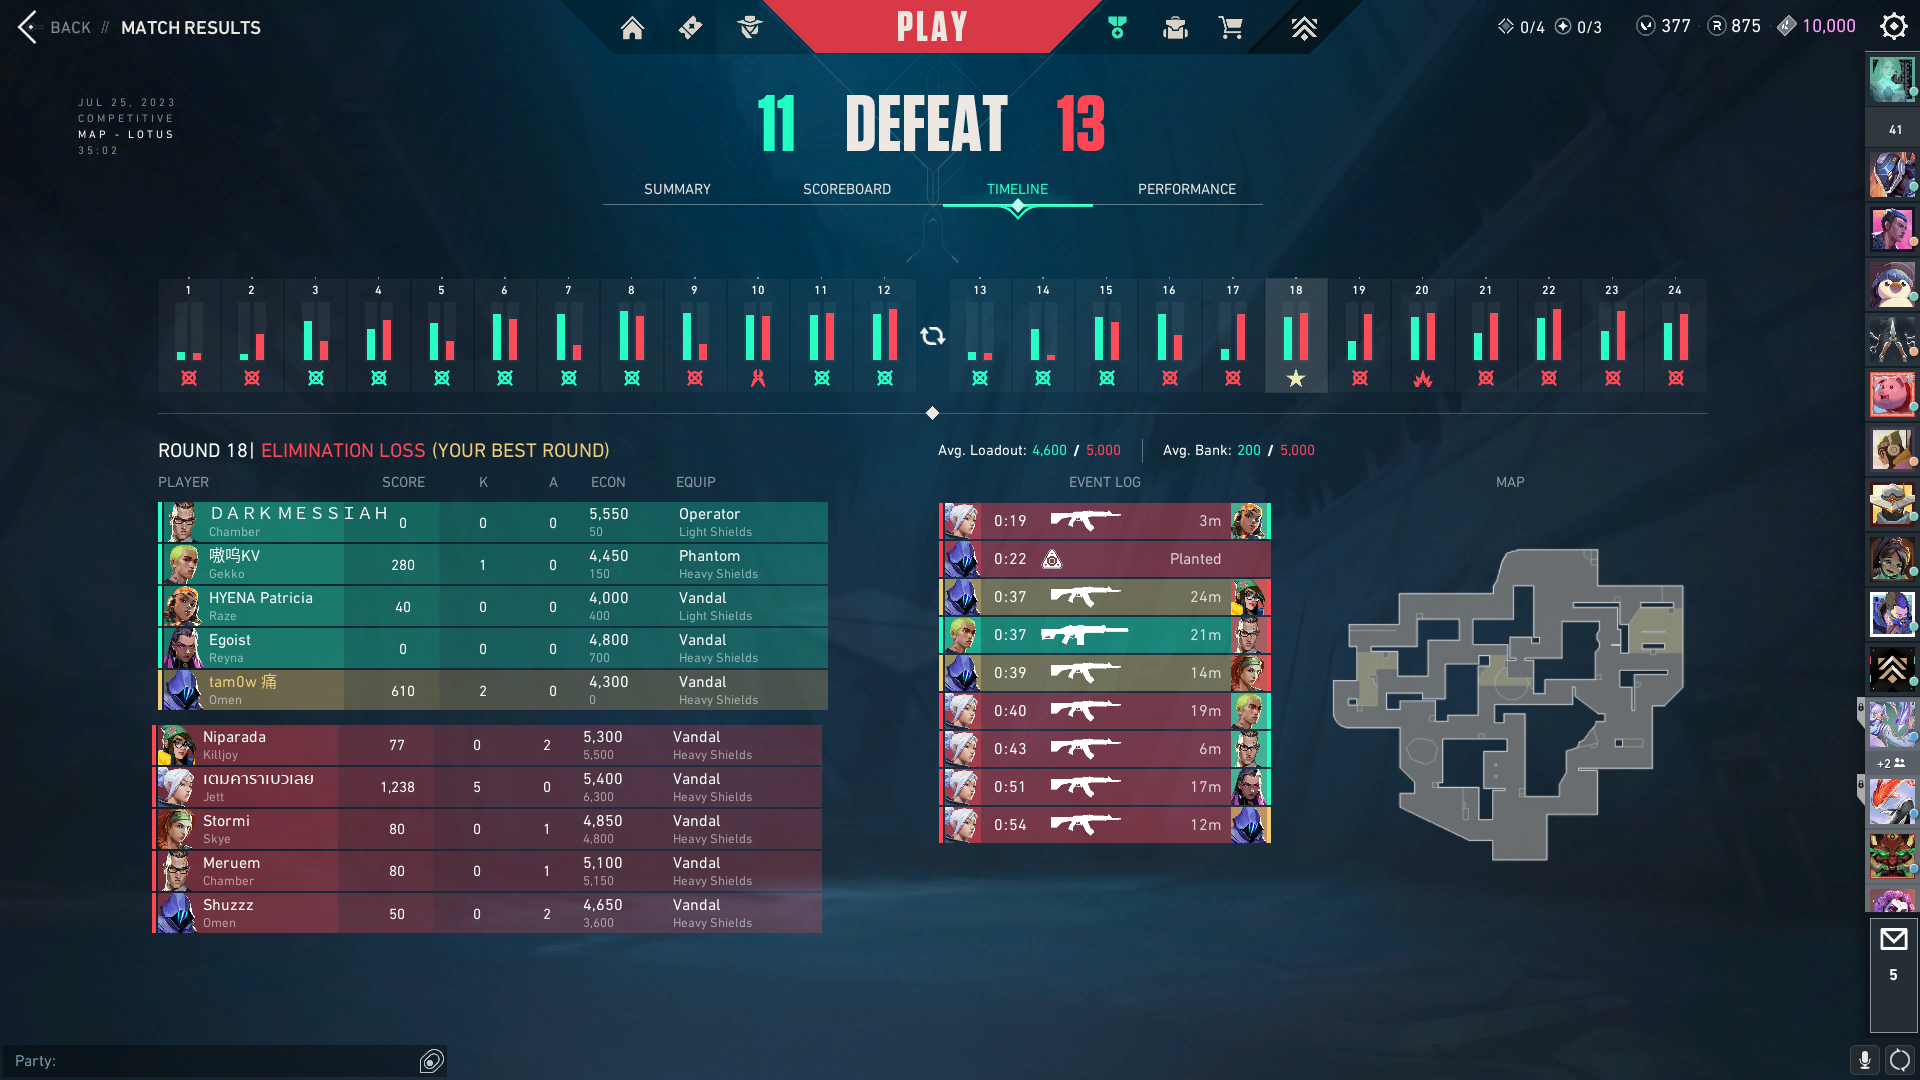 BACK // MATCH RESULTS
PLAY
0/4 0/3 377 875 10,000
JUL 25, 2023
COMPETITIVE
MAP - LOTUS
35:02
11 DEFEAT 13
SUMMARY SCOREBOARD TIMELINE PERFORMANCE
1 2 3 4 5 6 7 8 9 10 11 12 13 14 15 16 17 18 19 20 21 22 23 24
ROUND 18| ELIMINATION LOSS (YOUR BEST ROUND)
Avg. Loadout: 4,600 / 5,000 Avg. Bank: 200 / 5,000
PLAYER SCORE K A ECON EQUIP
DARK MESSIAH 0 0 0 5,550 Operator
Chamber 50 Light Shields
嗷呜KV 280 1 0 4,450 Phantom
Gekko 150 Heavy Shields
HYENA Patricia 40 0 0 4,000 Vandal
Raze 400 Light Shields
Egoist 0 0 0 4,800 Vandal
Reyna 700 Heavy Shields
tam0w 痛 610 2 0 4,300 Vandal
Omen 0 Heavy Shields
Niparada 77 0 2 5,300 Vandal
Killjoy 5,500 Heavy Shields
เตมคาราเบวเลย 1,238 5 0 5,400 Vandal
Jett 6,300 Heavy Shields
Stormi 80 0 1 4,850 Vandal
Skye 4,800 Heavy Shields
Meruem 80 0 1 5,100 Vandal
Chamber 5,150 Heavy Shields
Shuzzz 50 0 2 4,650 Vandal
Omen 3,600 Heavy Shields
EVENT LOG
0:19 3m
0:22 Planted
0:37 24m
0:37 21m
0:39 14m
0:40 19m
0:43 6m
0:51 17m
0:54 12m
MAP
41
+2
5
Party: